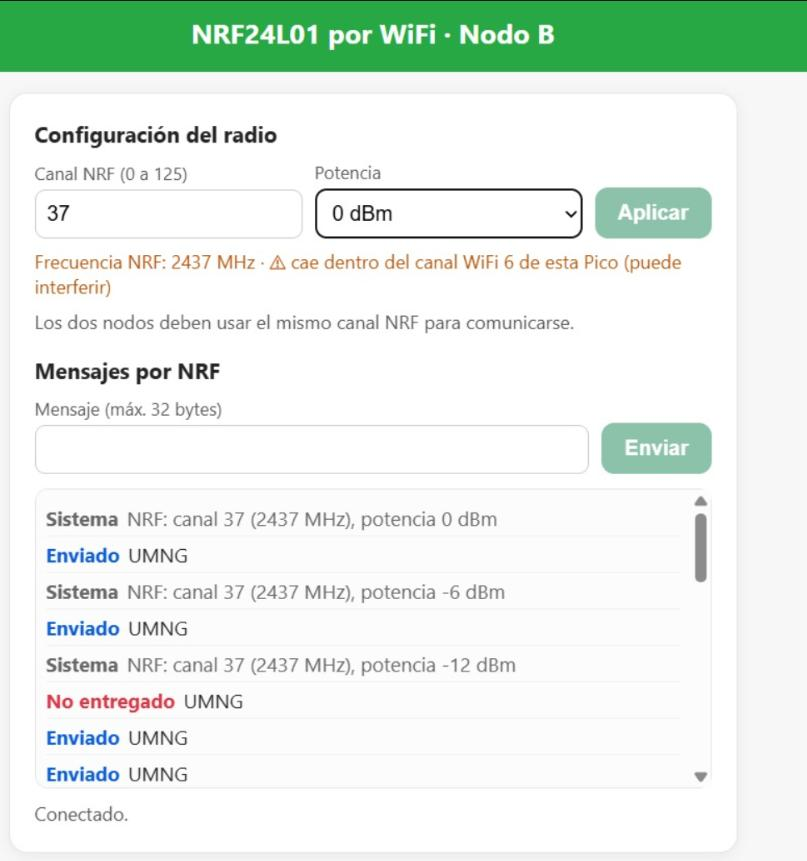 NRF24L01 por WiFi · Nodo B
Configuración del radio
Canal NRF (0 a 125)
Potencia
37
0 dBm
Aplicar
Frecuencia NRF: 2437 MHz · ⚠ cae dentro del canal WiFi 6 de esta Pico (puede
interferir)
Los dos nodos deben usar el mismo canal NRF para comunicarse.
Mensajes por NRF
Mensaje (máx. 32 bytes)
Enviar
Sistema NRF: canal 37 (2437 MHz), potencia 0 dBm
Enviado UMNG
Sistema NRF: canal 37 (2437 MHz), potencia -6 dBm
Enviado UMNG
Sistema NRF: canal 37 (2437 MHz), potencia -12 dBm
No entregado UMNG
Enviado UMNG
Enviado UMNG
Conectado.